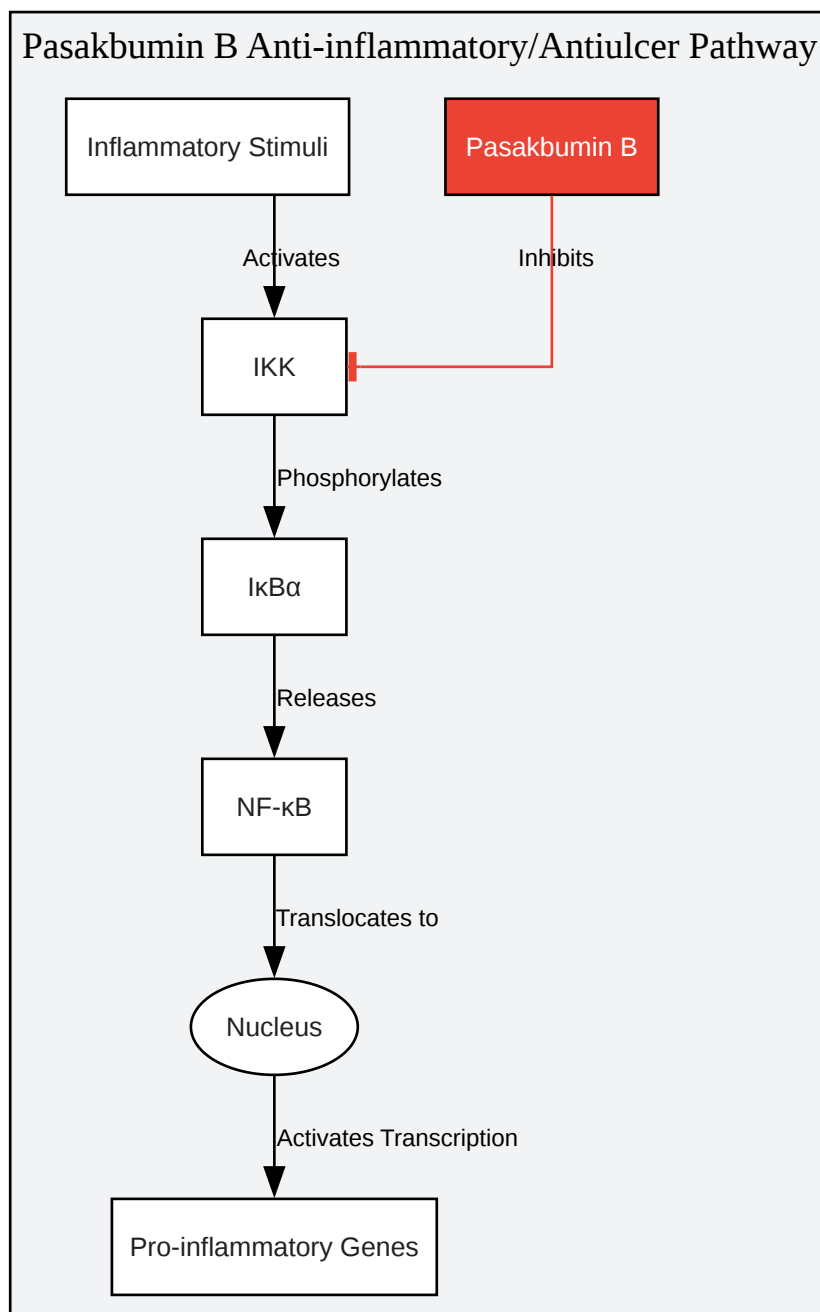 Pasakbumin B Anti-inflammatory/Antiulcer Pathway
Inflammatory Stimuli
Pasakbumin B
Activates
Inhibits
IKK
Phosphorylates
IκBα
Releases
NF-κB
Translocates to
Nucleus
Activates Transcription
Pro-inflammatory Genes